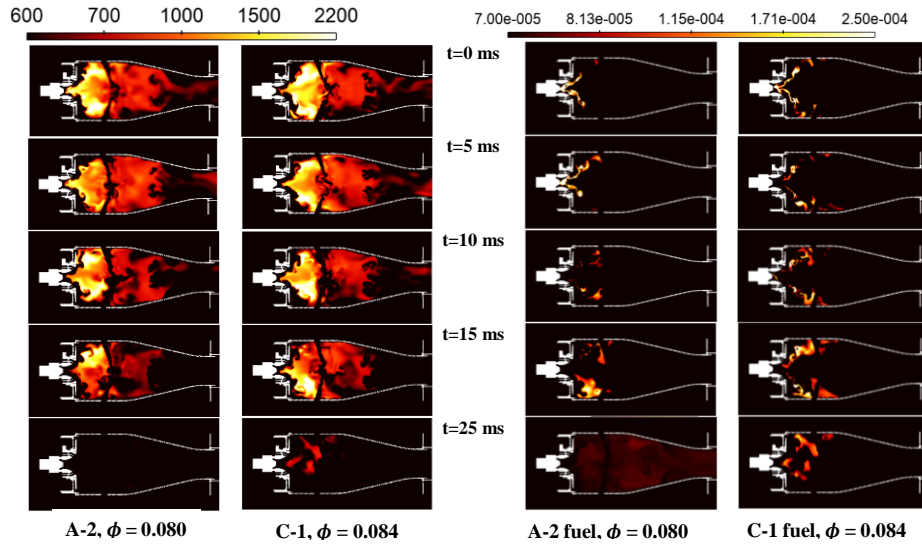 600 700 1000 1500 2200
7.00e-005 8.13e-005 1.15e-004 1.71e-004 2.50e-004
t=0 ms
t=5 ms
t=10 ms
t=15 ms
t=25 ms
A-2, ϕ = 0.080 C-1, ϕ = 0.084 A-2 fuel, ϕ = 0.080 C-1 fuel, ϕ = 0.084